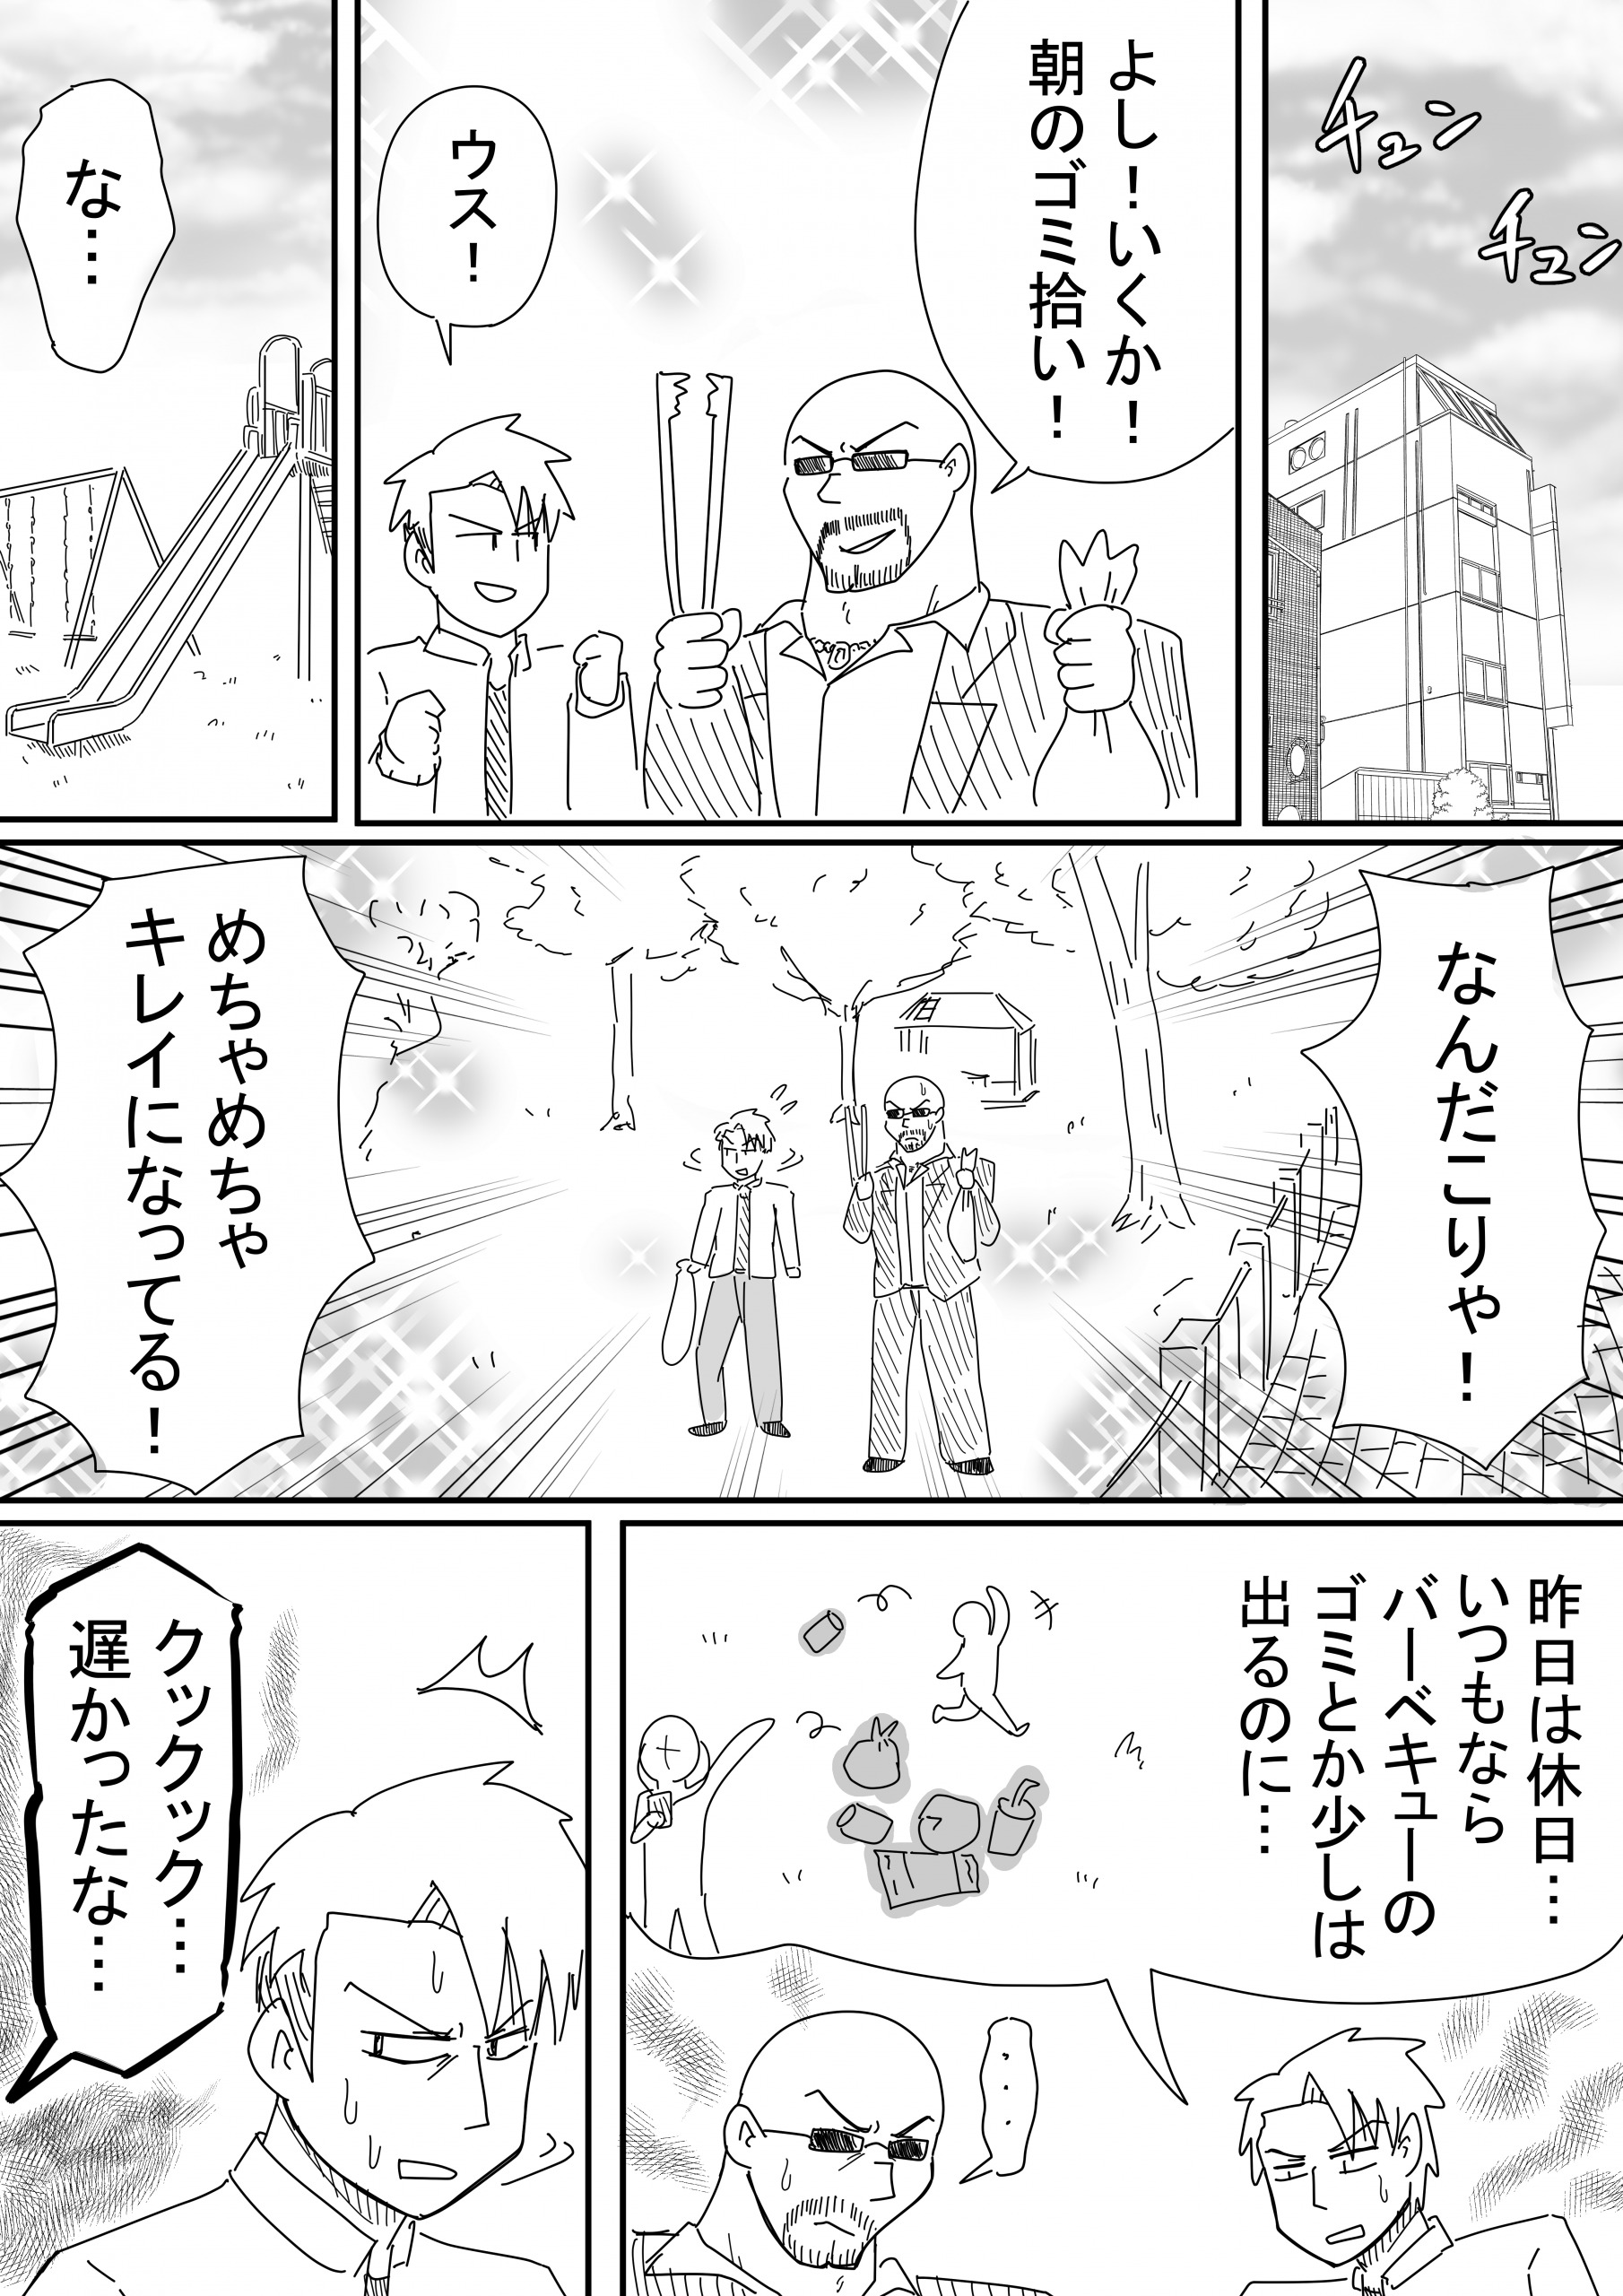 チュン
チュン
よし！いくか！
朝のゴミ拾い！
ウス！
な…
なんだこりゃ！
めちゃめちゃ
キレイになってる！
昨日は休日…
いつもなら
バーベキューの
ゴミとか少しは
出るのに…
…
クックック…
遅かったな…